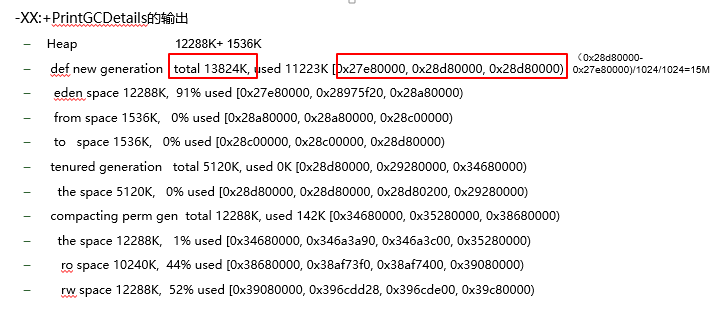 -XX:+PrintGCDetails的输出
– Heap 12288K+ 1536K
– def new generation total 13824K, used 11223K [0x27e80000, 0x28d80000, 0x28d80000)
（0x28d80000-
0x27e80000)/1024/1024=15M
– eden space 12288K, 91% used [0x27e80000, 0x28975f20, 0x28a80000)
– from space 1536K, 0% used [0x28a80000, 0x28a80000, 0x28c00000)
– to space 1536K, 0% used [0x28c00000, 0x28c00000, 0x28d80000)
– tenured generation total 5120K, used 0K [0x28d80000, 0x29280000, 0x34680000)
– the space 5120K, 0% used [0x28d80000, 0x28d80000, 0x28d80200, 0x29280000)
– compacting perm gen total 12288K, used 142K [0x34680000, 0x35280000, 0x38680000)
– the space 12288K, 1% used [0x34680000, 0x346a3a90, 0x346a3c00, 0x35280000)
– ro space 10240K, 44% used [0x38680000, 0x38af73f0, 0x38af7400, 0x39080000)
– rw space 12288K, 52% used [0x39080000, 0x396cdd28, 0x396cde00, 0x39c80000)